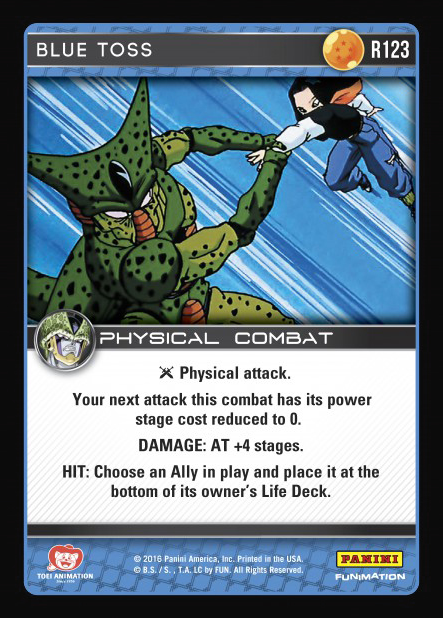 BLUE TOSS R123
PHYSICAL COMBAT
Physical attack.
Your next attack this combat has its power
stage cost reduced to 0.
DAMAGE: AT +4 stages.
HIT: Choose an Ally in play and place it at the
bottom of its owner's Life Deck.
© 2016 Panini America, Inc. Printed in the USA.
© B.S. / S. , T.A. LC by FUN. All Rights Reserved.
TOEI ANIMATION
Since 1956
PANINI
FUNIMATION